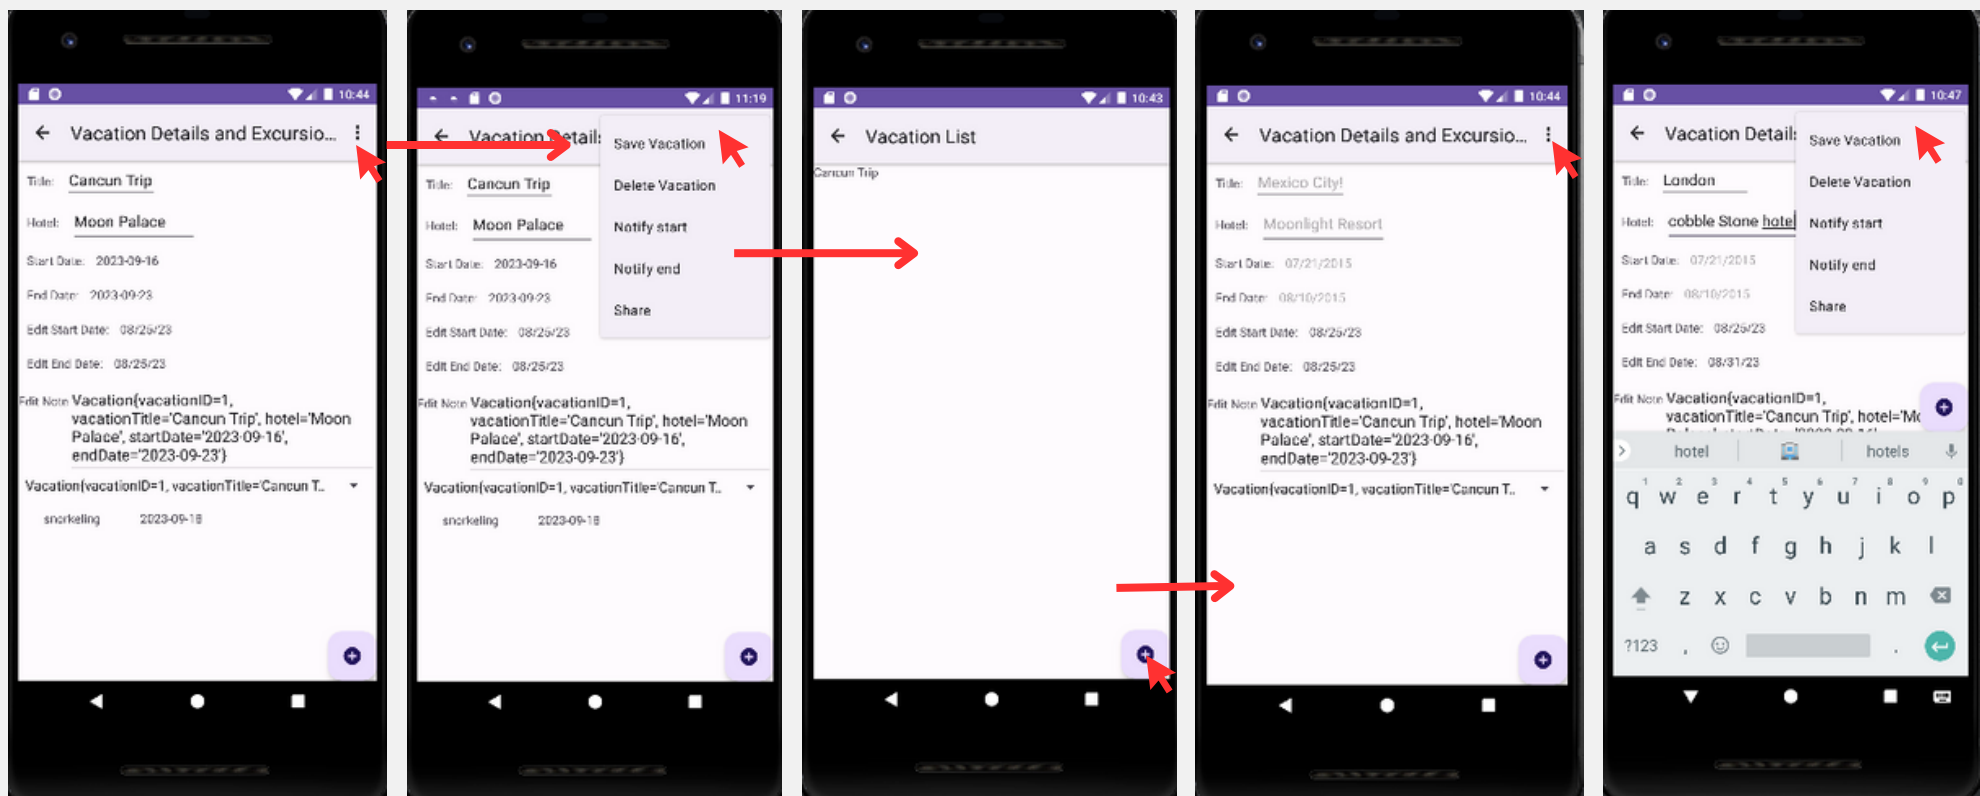 10:44
Vacation Details and Excursio...
Title: Cancun Trip
Hotel: Moon Palace
Start Date: 2023-09-16
End Date: 2023-09-23
Edit Start Date: 08/25/23
Edit End Date: 08/25/23
Edit Note Vacation{vacationID=1,
vacationTitle='Cancun Trip', hotel='Moon
Palace', startDate='2023-09-16',
endDate='2023-09-23'}
Vacation{vacationID=1, vacationTitle='Cancun T..
snorkeling 2023-09-18
11:19
Vacation Details
Save Vacation
Delete Vacation
Notify start
Notify end
Share
Title: Cancun Trip
Hotel: Moon Palace
Start Date: 2023-09-16
End Date: 2023-09-23
Edit Start Date: 08/25/23
Edit End Date: 08/25/23
Edit Note Vacation{vacationID=1,
vacationTitle='Cancun Trip', hotel='Moon
Palace', startDate='2023-09-16',
endDate='2023-09-23'}
Vacation{vacationID=1, vacationTitle='Cancun T..
snorkeling 2023-09-18
10:43
Vacation List
Cancun Trip
10:44
Vacation Details and Excursio...
Title: Mexico City!
Hotel: Moonlight Resort
Start Date: 07/21/2015
End Date: 08/10/2015
Edit Start Date: 08/25/23
Edit End Date: 08/25/23
Edit Note Vacation{vacationID=1,
vacationTitle='Cancun Trip', hotel='Moon
Palace', startDate='2023-09-16',
endDate='2023-09-23'}
Vacation{vacationID=1, vacationTitle='Cancun T..
10:47
Vacation Detail
Save Vacation
Delete Vacation
Notify start
Notify end
Share
Title: London
Hotel: cobble Stone hotel
Start Date: 07/21/2015
End Date: 08/10/2015
Edit Start Date: 08/25/23
Edit End Date: 08/31/23
Edit Note Vacation{vacationID=1,
vacationTitle='Cancun Trip', hotel='Mo
hotel hotels
1 2 3 4 5 6 7 8 9 0
q w e r t y u i o p
a s d f g h j k l
z x c v b n m
?123 , .